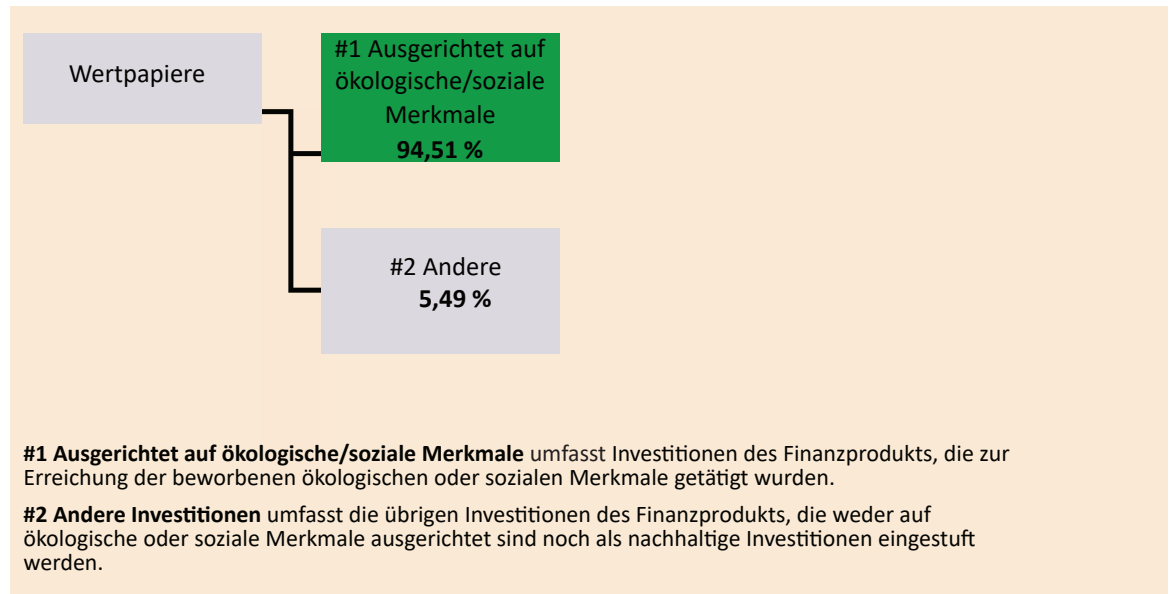 Wertpapiere
#1 Ausgerichtet auf
ökologische/soziale
Merkmale
94,51 %
#2 Andere
5,49 %
#1 Ausgerichtet auf ökologische/soziale Merkmale umfasst Investitionen des Finanzprodukts, die zur
Erreichung der beworbenen ökologischen oder sozialen Merkmale getätigt wurden.
#2 Andere Investitionen umfasst die übrigen Investitionen des Finanzprodukts, die weder auf
ökologische oder soziale Merkmale ausgerichtet sind noch als nachhaltige Investitionen eingestuft
werden.